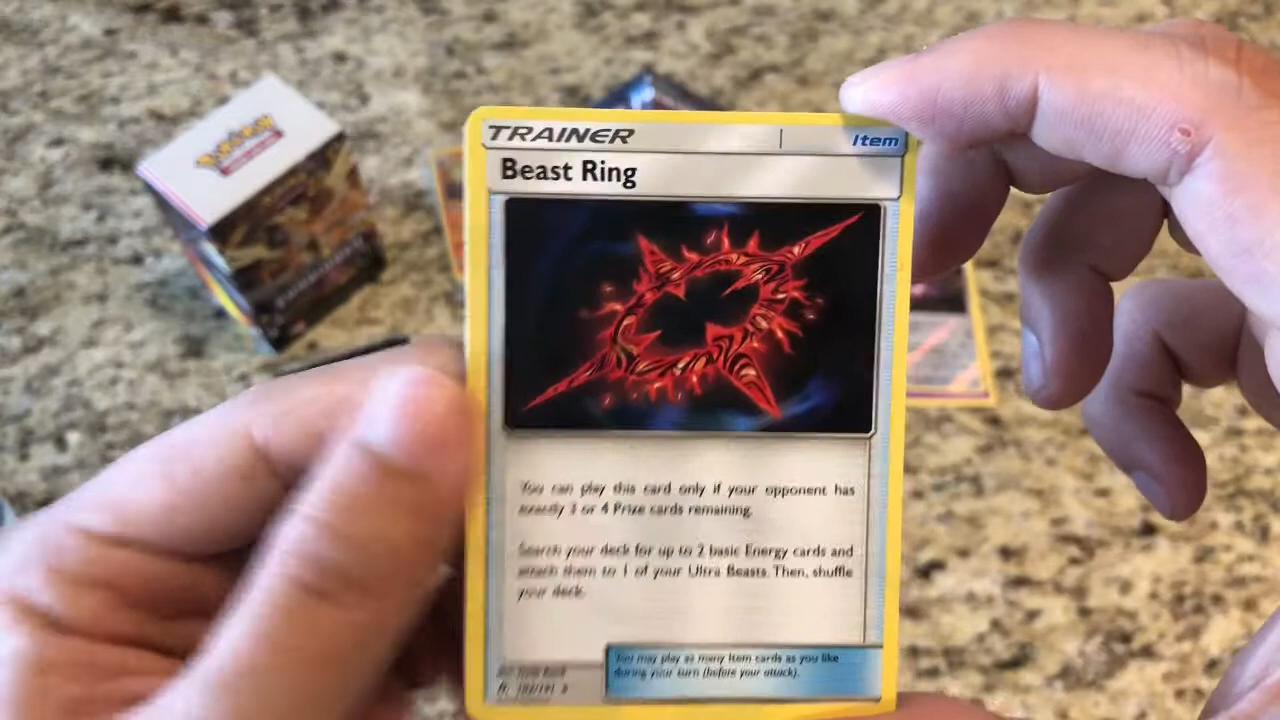 Pokémon
TRAINER
Item
Beast Ring
You can play this card only if your opponent has
exactly 3 or 4 Prize cards remaining.
Search your deck for up to 2 basic Energy cards and
attach them to 1 of your Ultra Beasts. Then, shuffle
your deck.
You may play as many Item cards as you like
during your turn (before your attack).